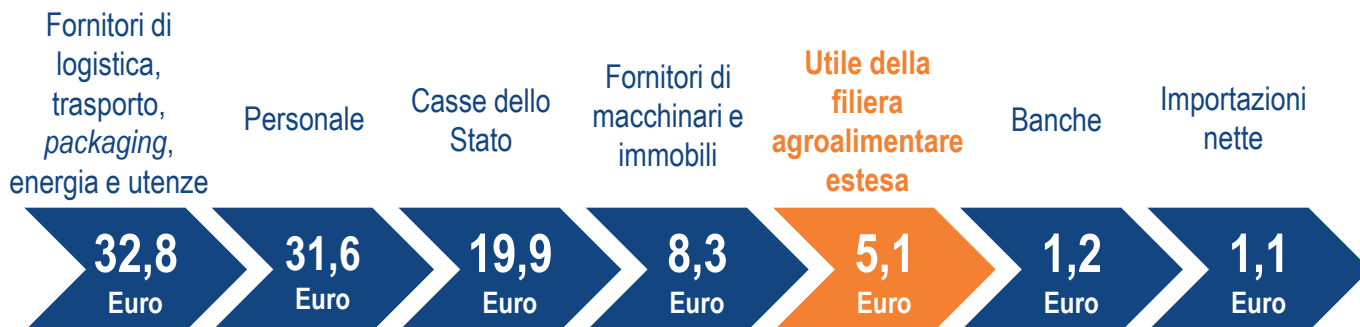 Fornitori di
logistica,
trasporto,
packaging,
energia e utenze
Personale
Casse dello
Stato
Fornitori di
macchinari e
immobili
Utile della
filiera
agroalimentare
estesa
Banche
Importazioni
nette
32,8
Euro
31,6
Euro
19,9
Euro
8,3
Euro
5,1
Euro
1,2
Euro
1,1
Euro